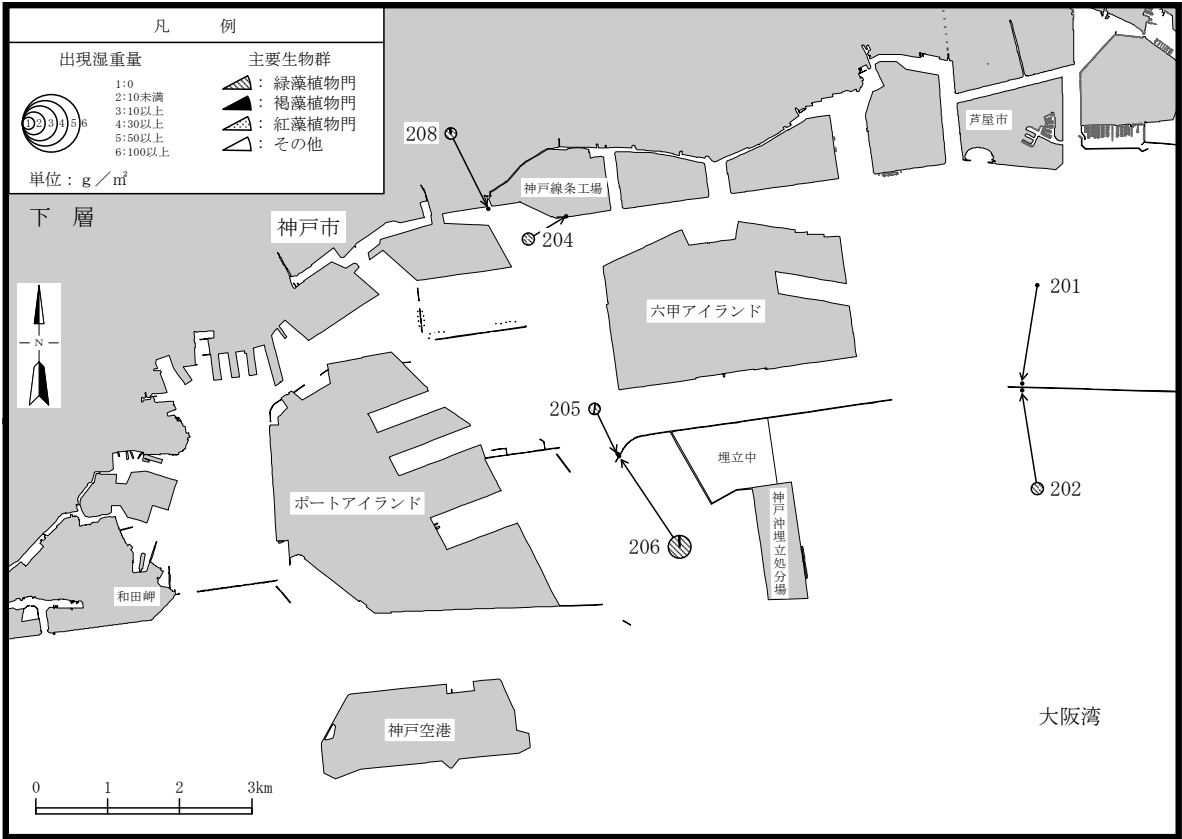 凡 例
出現湿重量
1:0
2:10未満
3:10以上
4:30以上
5:50以上
6:100以上
1 2 3 4 5 6
主要生物群
： 緑藻植物門
： 褐藻植物門
： 紅藻植物門
： その他
単位：g／㎡
下 層
208
神戸線条工場
204
神戸市
芦屋市
六甲アイランド
201
N
205
埋立中
202
ポートアイランド
神戸沖埋立処分場
206
和田岬
神戸空港
大阪湾
0 1 2 3km